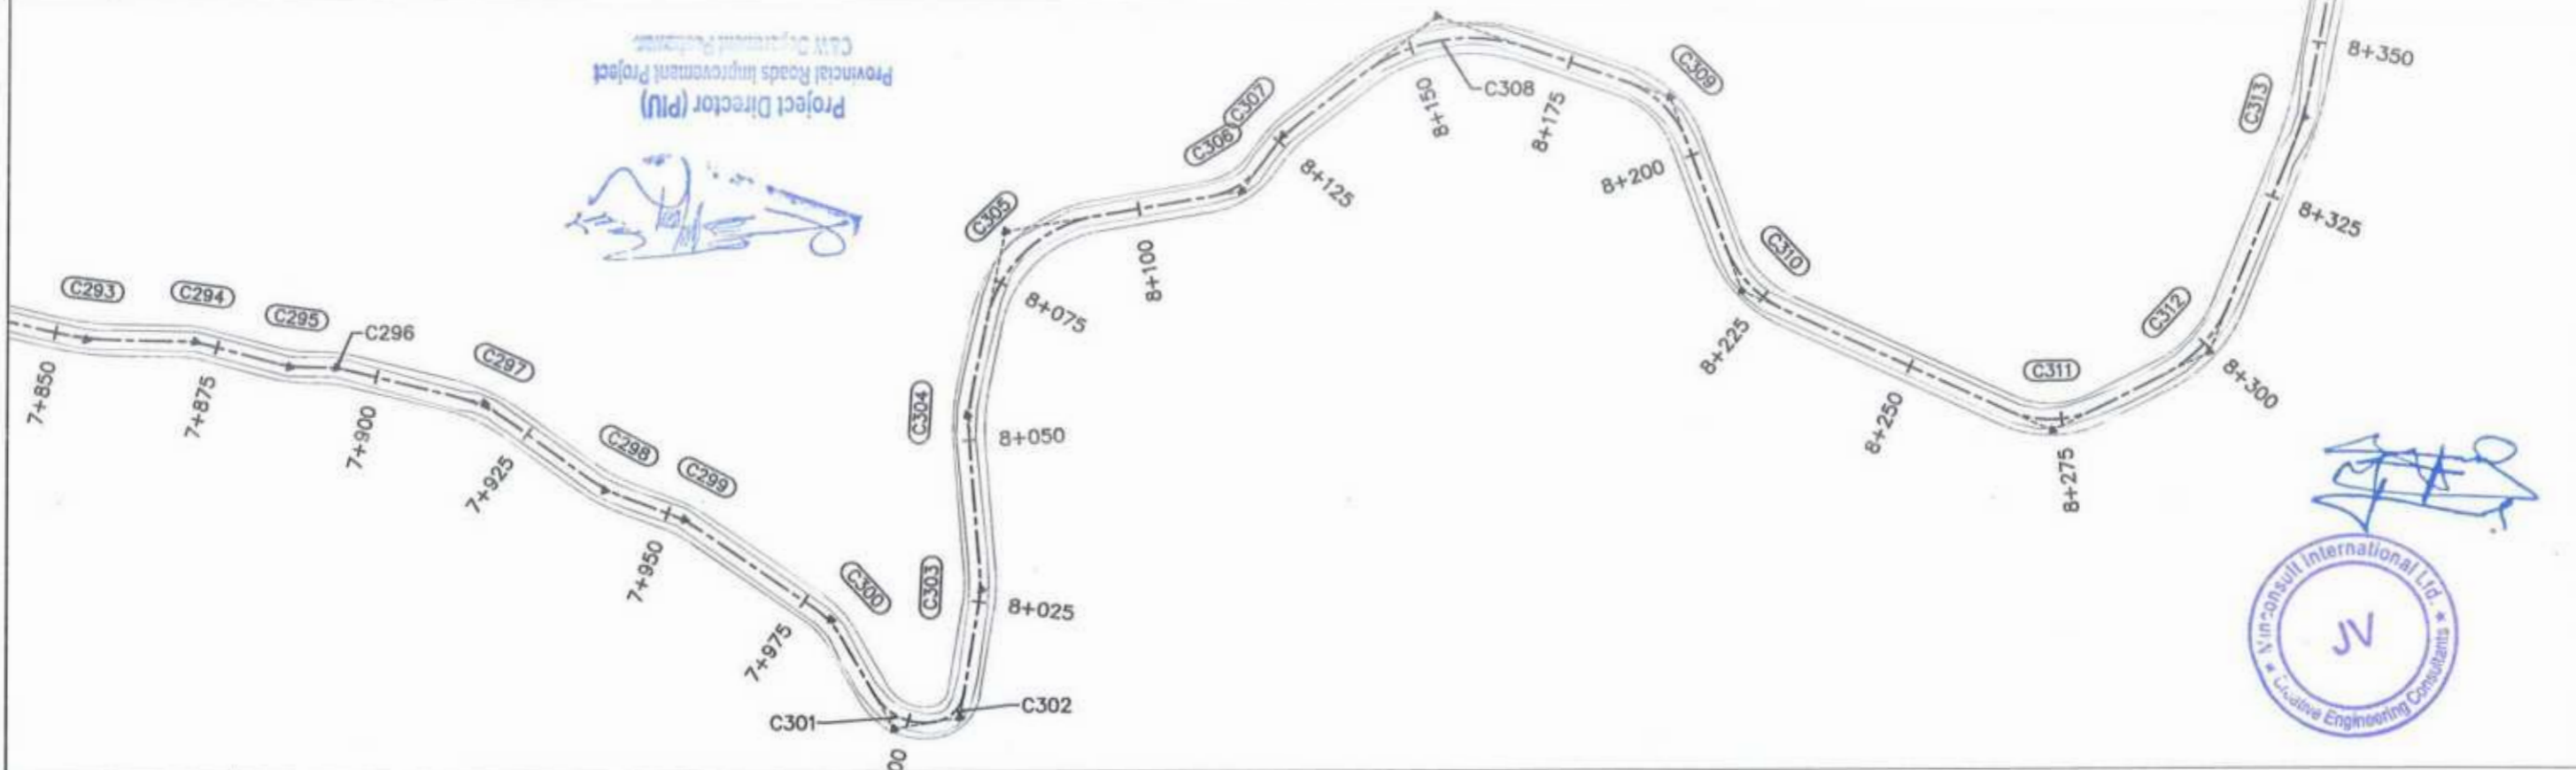 Project Director (PIU)
Provincial Roads Improvement Project
C&W Department
C293
C294
C295
C296
C297
C298
C299
C300
C301
C302
C303
C304
C305
C306
C307
C308
C309
C310
C311
C312
C313
7+850
7+875
7+900
7+925
7+950
7+975
00
8+025
8+050
8+075
8+100
8+125
8+150
8+175
8+200
8+225
8+250
8+275
8+300
8+325
8+350
International Ltd.
JV
Engineering Consultants